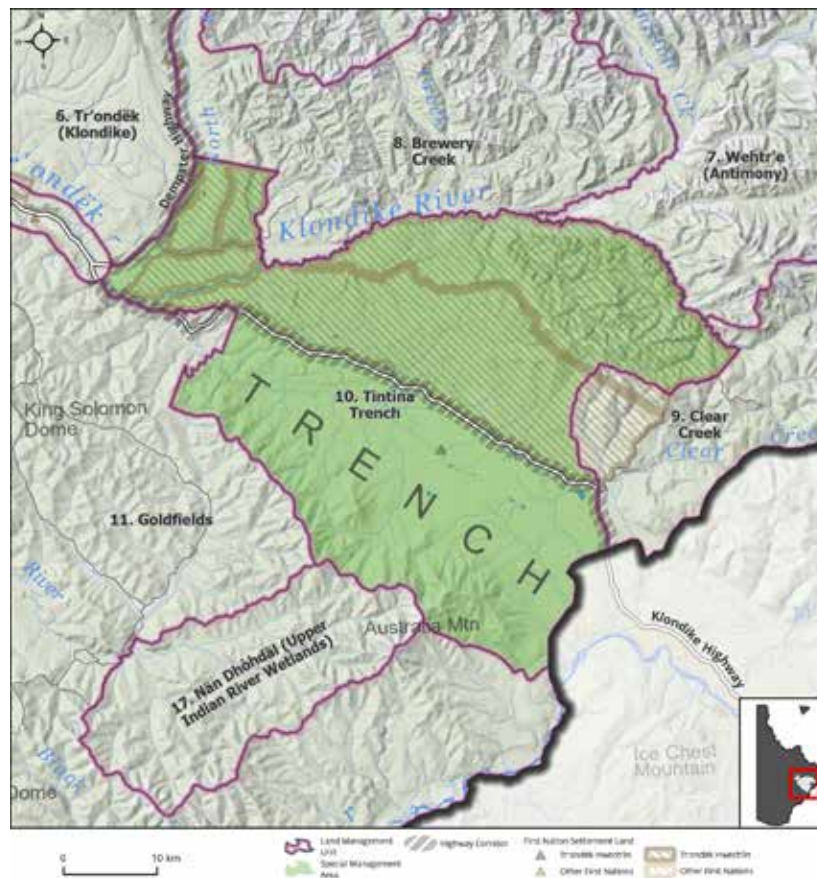 N
W
E
S
6. Tr'ondëk
(Klondike)
Dempster Highway
North
8. Brewery
Creek
7. Wehtr'e
(Antimony)
Klondike River
TRENCH
10. Tintina
Trench
King Solomon
Dome
9. Clear
Creek
Clear
11. Goldfields
River
Australia Mtn
Klondike Highway
17. Nän Dhòhdäl (Upper
Indian River Wetlands)
Ice Chest
Mountain
Dome
0 10 km
Land Management
Unit
Special Management
Area
Highway Corridor
First Nation Settlement Land
Other First Nations
Other First Nations